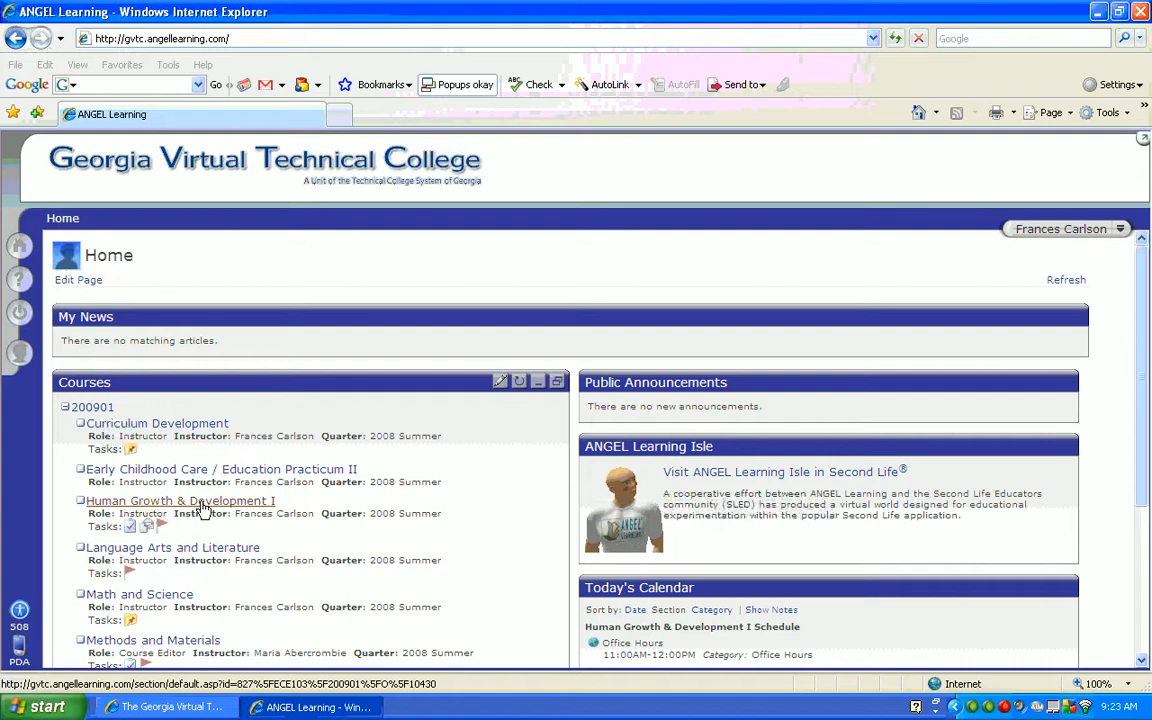 ANGEL Learning - Windows Internet Explorer
http://gvtc.angellearning.com/
Google
File Edit View Favorites Tools Help
Google G Go Bookmarks Popups okay Check AutoLink AutoFill Send to Settings
ANGEL Learning Page Tools
Georgia Virtual Technical College
A Unit of the Technical College System of Georgia
Home
Frances Carlson
Home
Edit Page Refresh
My News
There are no matching articles.
Courses
200901
Curriculum Development
Role: Instructor Instructor: Frances Carlson Quarter: 2008 Summer
Tasks:
Early Childhood Care / Education Practicum II
Role: Instructor Instructor: Frances Carlson Quarter: 2008 Summer
Human Growth & Development I
Role: Instructor Instructor: Frances Carlson Quarter: 2008 Summer
Tasks:
Language Arts and Literature
Role: Instructor Instructor: Frances Carlson Quarter: 2008 Summer
Tasks:
Math and Science
Role: Instructor Instructor: Frances Carlson Quarter: 2008 Summer
Tasks:
Methods and Materials
Role: Course Editor Instructor: Maria Abercrombie Quarter: 2008 Summer
Tasks:
Public Announcements
There are no new announcements.
ANGEL Learning Isle
Visit ANGEL Learning Isle in Second Life®
A cooperative effort between ANGEL Learning and the Second Life Educators
community (SLED) has produced a virtual world designed for educational
experimentation within the popular Second Life application.
ANGEL
Today's Calendar
Sort by: Date Section Category | Show Notes
Human Growth & Development I Schedule
Office Hours
11:00AM-12:00PM Category: Office Hours
508
PDA
http://gvtc.angellearning.com/section/default.asp?id=827%5FECE103%5F200901%5FO%5F10430
Internet 100%
start The Georgia Virtual T... ANGEL Learning - Win... 9:23 AM